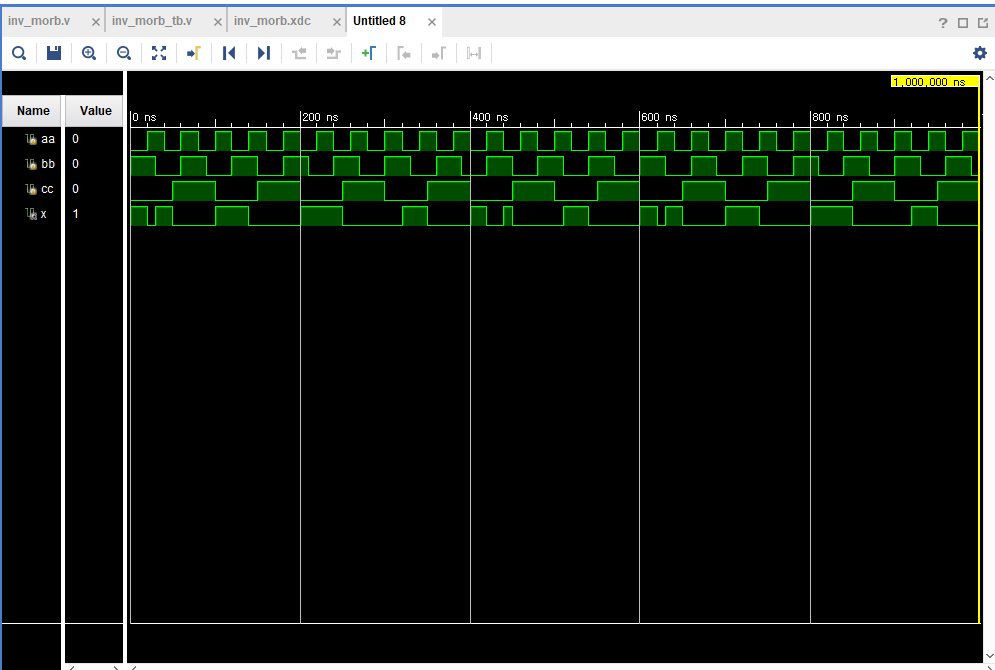 inv_morb.v × inv_morb_tb.v × inv_morb.xdc × Untitled 8 ×
?
1,000,000 ns
Name Value
0 ns 200 ns 400 ns 600 ns 800 ns
aa 0
bb 0
cc 0
x 1